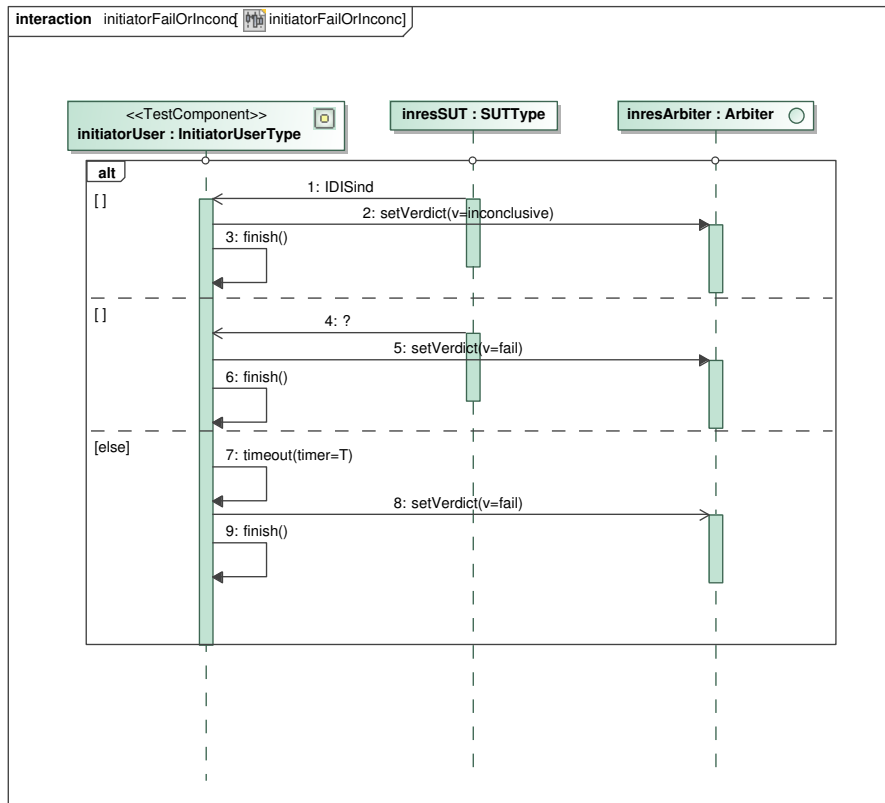 interaction initiatorFailOrInconc[ initiatorFailOrInconc]
<<TestComponent>>
initiatorUser : InitiatorUserType
inresSUT : SUTType
inresArbiter : Arbiter
alt
[ ]
1: IDISind
2: setVerdict(v=inconclusive)
3: finish()
[ ]
4: ?
5: setVerdict(v=fail)
6: finish()
[else]
7: timeout(timer=T)
8: setVerdict(v=fail)
9: finish()